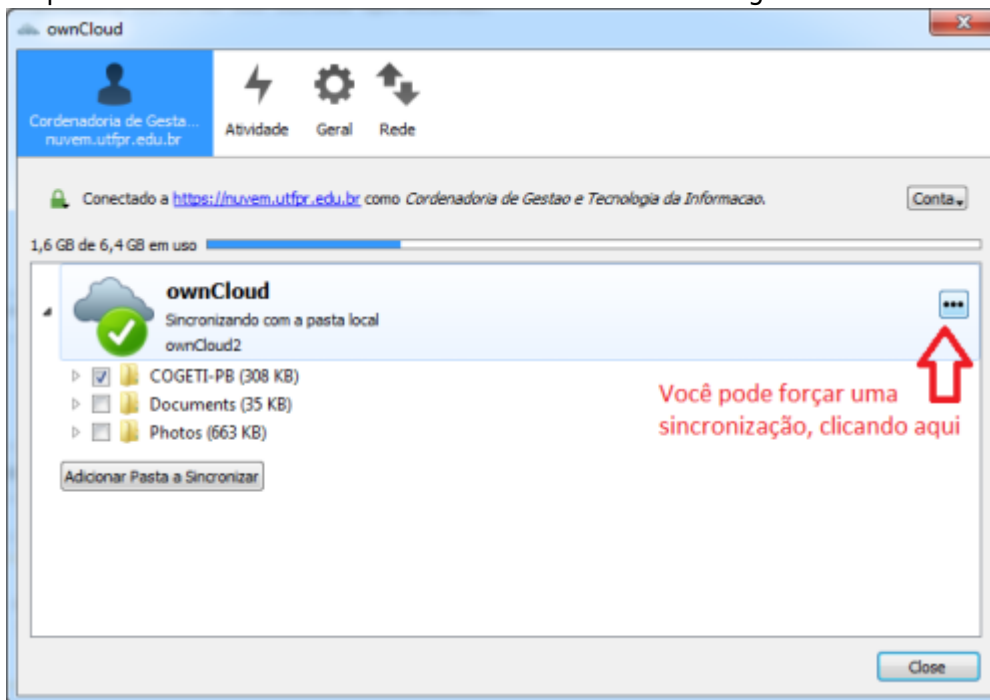 ownCloud
Cordenadoria de Gesta...
nuvem.utfpr.edu.br
Atividade
Geral
Rede
Conectado a https://nuvem.utfpr.edu.br como Cordenadoria de Gestao e Tecnologia da Informacao.
Conta
1,6 GB de 6,4 GB em uso
ownCloud
Sincronizando com a pasta local
ownCloud2
...
COGETI-PB (308 KB)
Documents (35 KB)
Photos (663 KB)
Você pode forçar uma
sincronização, clicando aqui
Adicionar Pasta a Sincronizar
Close